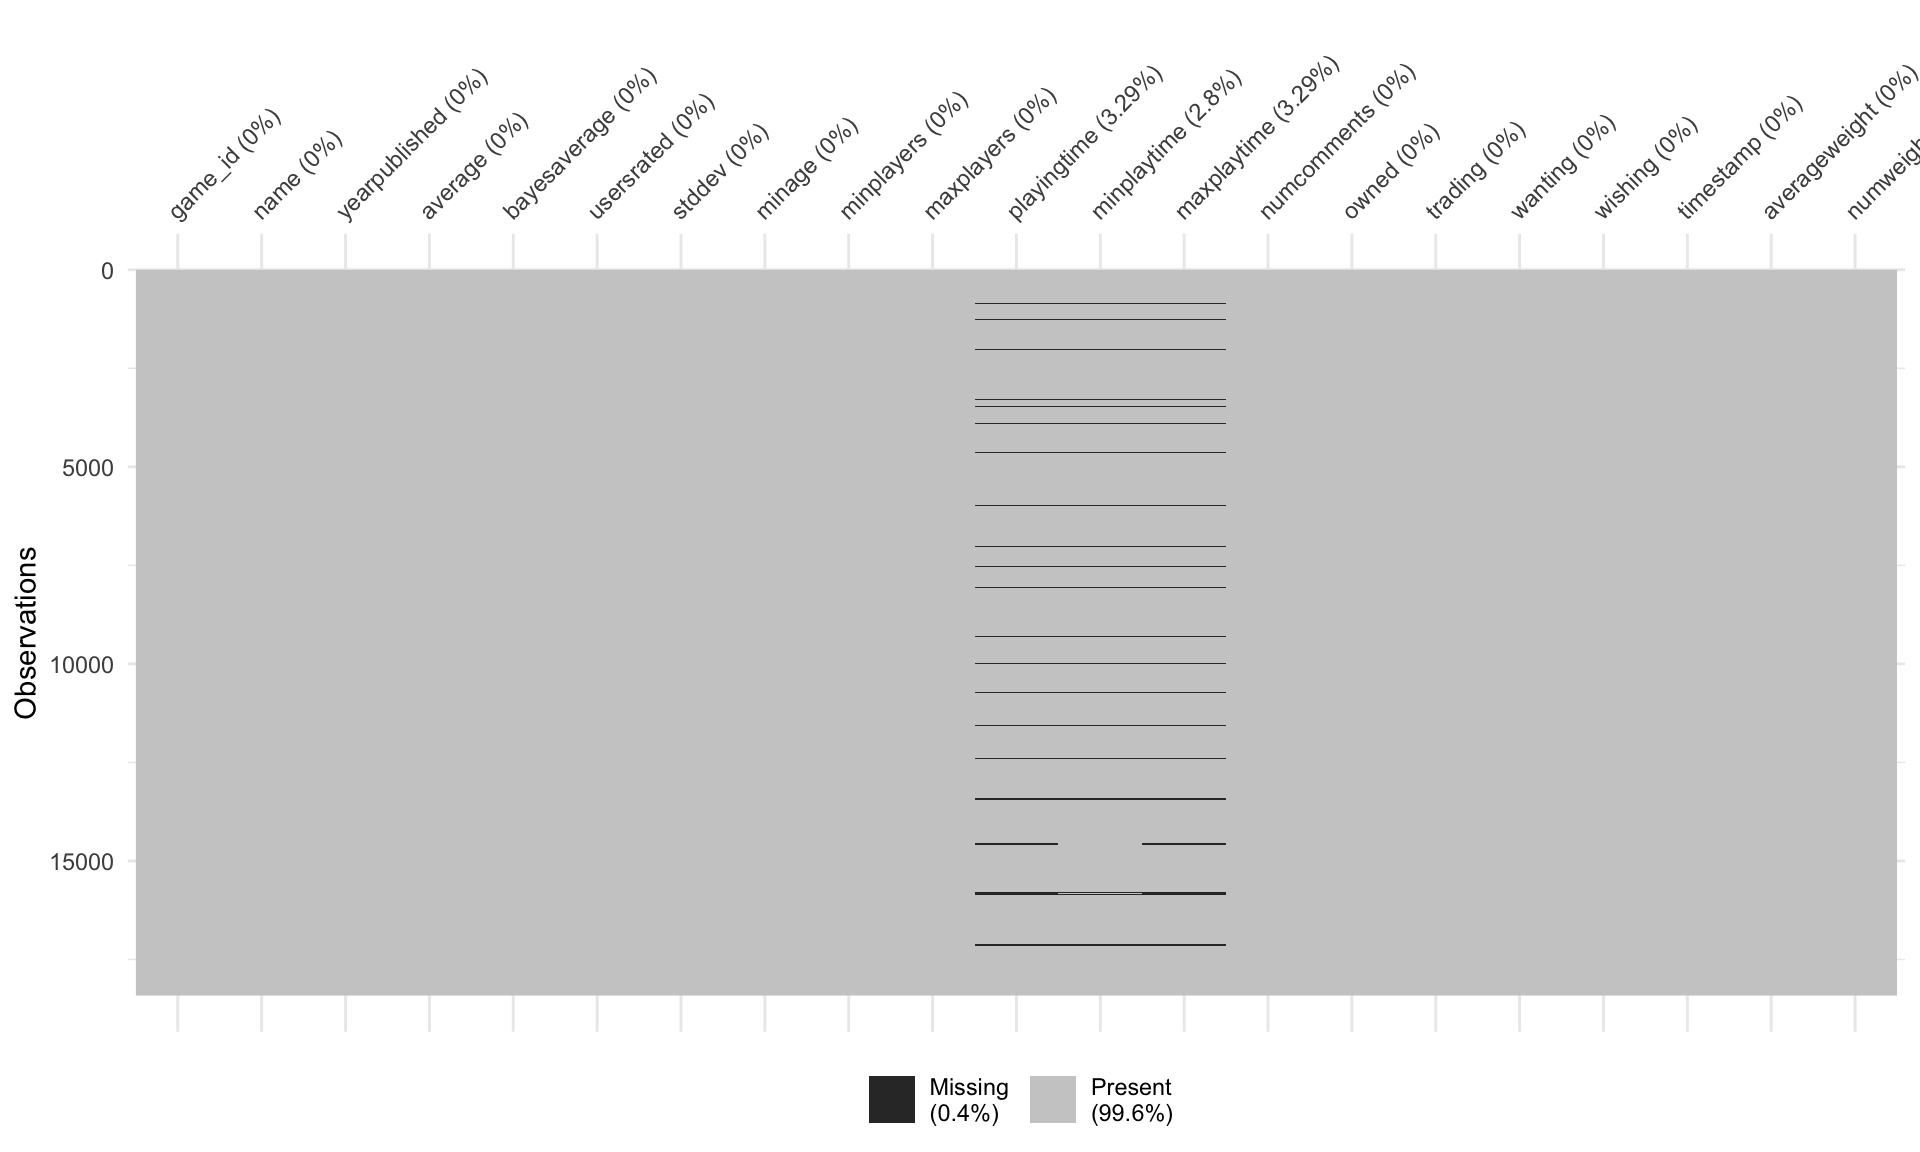 game_id (0%)
name (0%)
yearpublished (0%)
average (0%)
bayesaverage (0%)
usersrated (0%)
stddev (0%)
minage (0%)
minplayers (0%)
maxplayers (0%)
playingtime (3.29%)
minplaytime (2.8%)
maxplaytime (3.29%)
numcomments (0%)
owned (0%)
trading (0%)
wanting (0%)
wishing (0%)
timestamp (0%)
averageweight (0%)
0
5000
10000
15000
Observations
Missing
(0.4%)
Present
(99.6%)